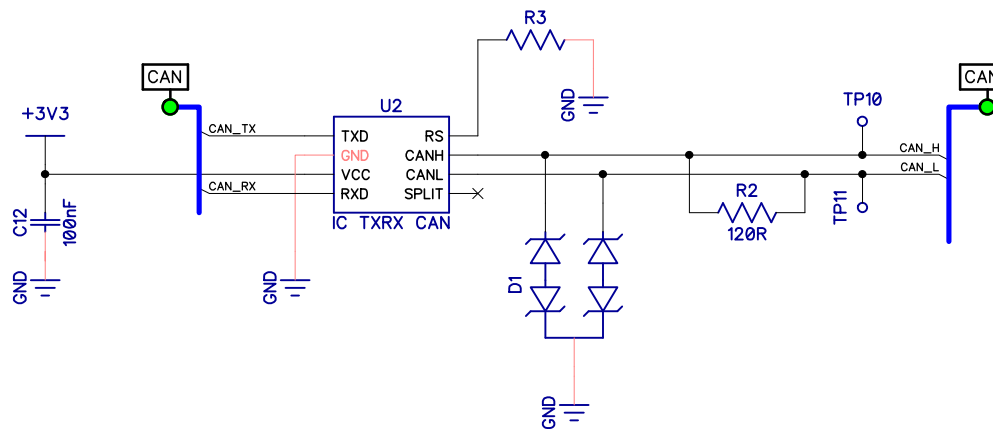 R3
CAN
CAN
+3V3
U2
GND
TP10
CAN_TX
TXD
RS
GND
CANH
CAN_H
VCC
CANL
CAN_L
CAN_RX
RXD
SPLIT
R2
TP11
C12
100nF
IC TXRX CAN
120R
GND
GND
D1
GND